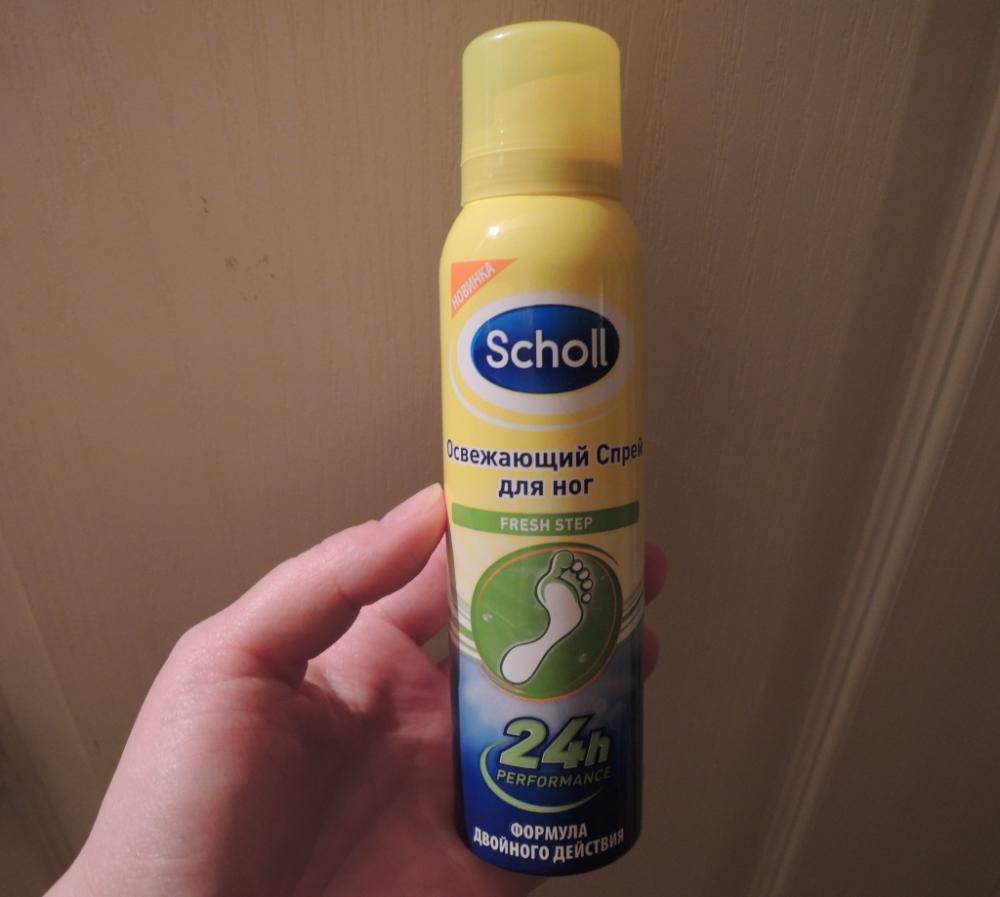 НОВИНКА
Scholl
Освежающий Спрей
для ног
FRESH STEP
24h
PERFORMANCE
ФОРМУЛА
ДВОЙНОГО ДЕЙСТВИЯ